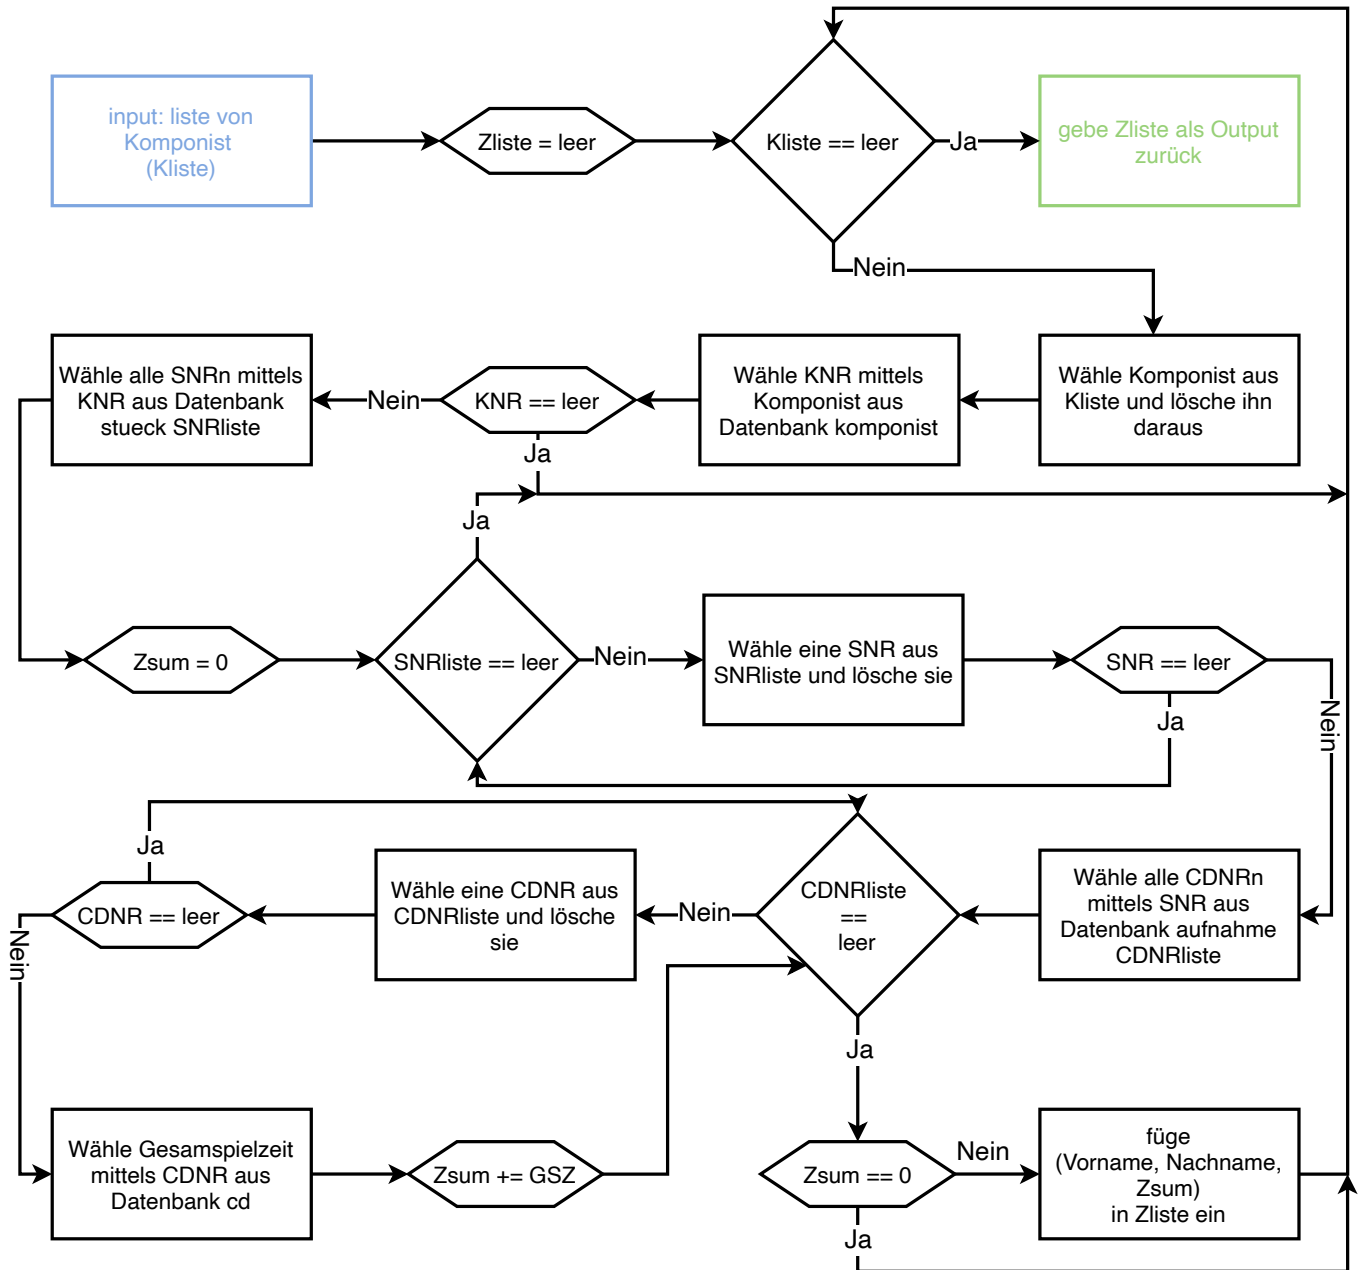 input: liste von
Komponist
(Kliste)
Zliste = leer
Kliste == leer
Ja
gebe Zliste als Output
zurück
Nein
Wähle alle SNRn mittels
KNR aus Datenbank
stueck SNRliste
Nein
KNR == leer
Wähle KNR mittels
Komponist aus
Datenbank komponist
Wähle Komponist aus
Kliste und lösche ihn
daraus
Ja
Ja
Zsum = 0
SNRliste == leer
Nein
Wähle eine SNR aus
SNRliste und lösche sie
SNR == leer
Ja
Nein
Ja
CDNR == leer
Wähle eine CDNR aus
CDNRliste und lösche
sie
Nein
CDNRliste
==
leer
Wähle alle CDNRn
mittels SNR aus
Datenbank aufnahme
CDNRliste
Nein
Ja
Wähle Gesamspielzeit
mittels CDNR aus
Datenbank cd
Zsum += GSZ
Zsum == 0
Nein
füge
(Vorname, Nachname,
Zsum)
in Zliste ein
Ja